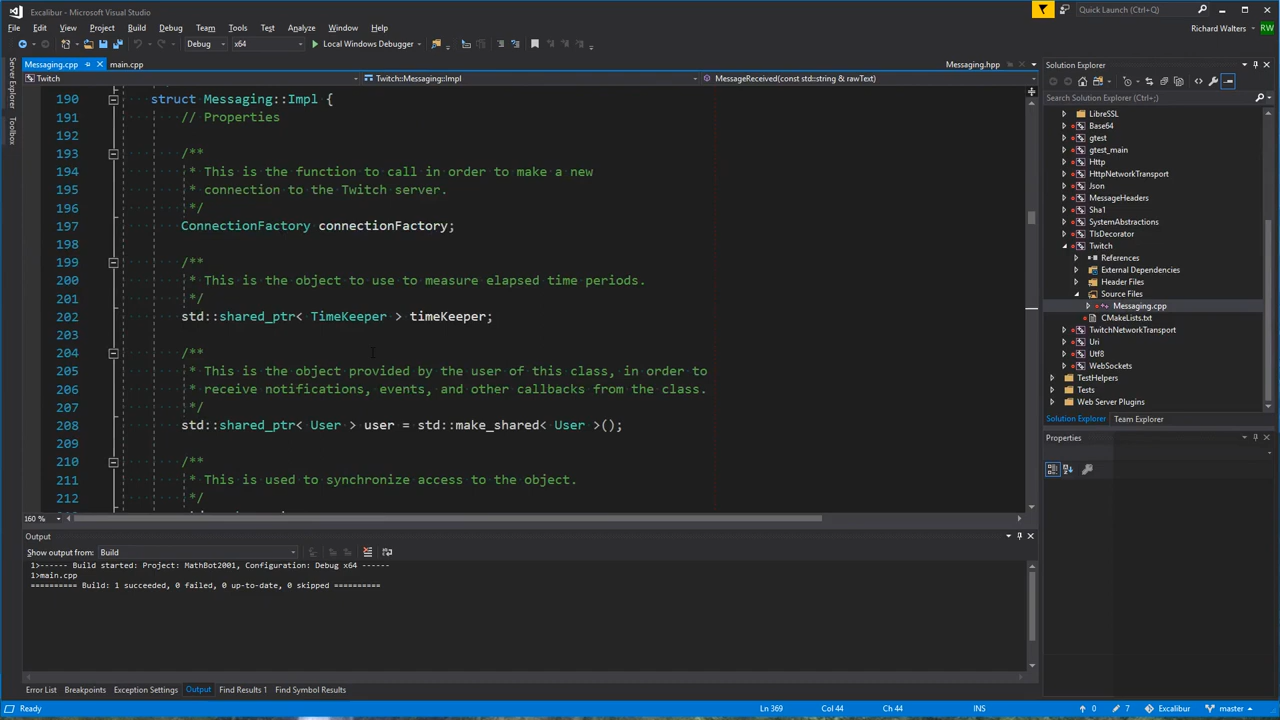 Excalibur - Microsoft Visual Studio
Quick Launch (Ctrl+Q)
File Edit View Project Build Debug Team Tools Test Analyze Window Help
Richard Walters RW
Debug x64 Local Windows Debugger
Server Explorer
Toolbox
Messaging.cpp main.cpp Messaging.hpp
Twitch Twitch::Messaging::Impl MessageReceived(const std::string & rawText)
190 struct Messaging::Impl {
191 // Properties
192
193 /**
194 * This is the function to call in order to make a new
195 * connection to the Twitch server.
196 */
197 ConnectionFactory connectionFactory;
198
199 /**
200 * This is the object to use to measure elapsed time periods.
201 */
202 std::shared_ptr< TimeKeeper > timeKeeper;
203
204 /**
205 * This is the object provided by the user of this class, in order to
206 * receive notifications, events, and other callbacks from the class.
207 */
208 std::shared_ptr< User > user = std::make_shared< User >();
209
210 /**
211 * This is used to synchronize access to the object.
212 */
160 %
Output
Show output from: Build
1>------ Build started: Project: MathBot2001, Configuration: Debug x64 ------
1>main.cpp
========== Build: 1 succeeded, 0 failed, 0 up-to-date, 0 skipped ==========
Error List Breakpoints Exception Settings Output Find Results 1 Find Symbol Results
Solution Explorer
Search Solution Explorer (Ctrl+;)
LibreSSL
Base64
gtest
gtest_main
Http
HttpNetworkTransport
Json
MessageHeaders
Sha1
SystemAbstractions
TlsDecorator
Twitch
References
External Dependencies
Header Files
Source Files
Messaging.cpp
CMakeLists.txt
TwitchNetworkTransport
Uri
Utf8
WebSockets
TestHelpers
Tests
Web Server Plugins
Solution Explorer Team Explorer
Properties
Ready Ln 369 Col 44 Ch 44 INS 0 7 Excalibur master